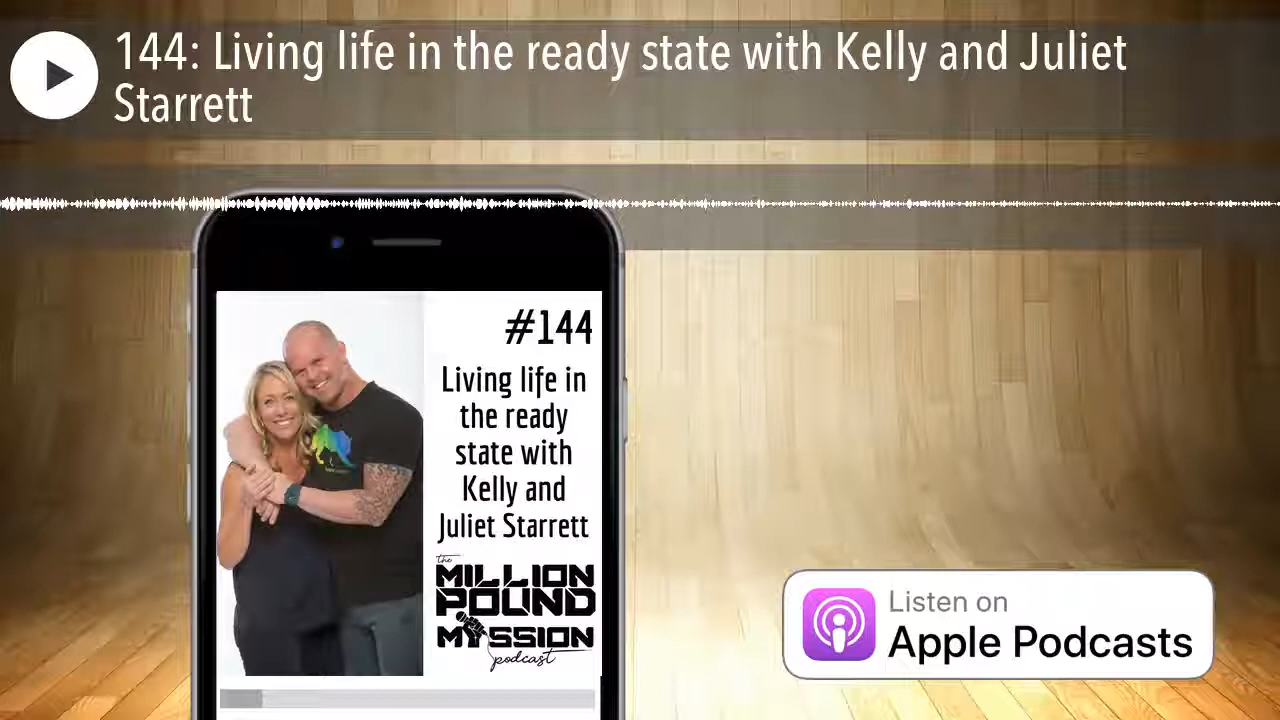 144: Living life in the ready state with Kelly and Juliet
Starrett
#144
Living life in
the ready
state with
Kelly and
Juliet Starrett
the
MILLION
POUND
MISSION
podcast
Listen on
Apple Podcasts